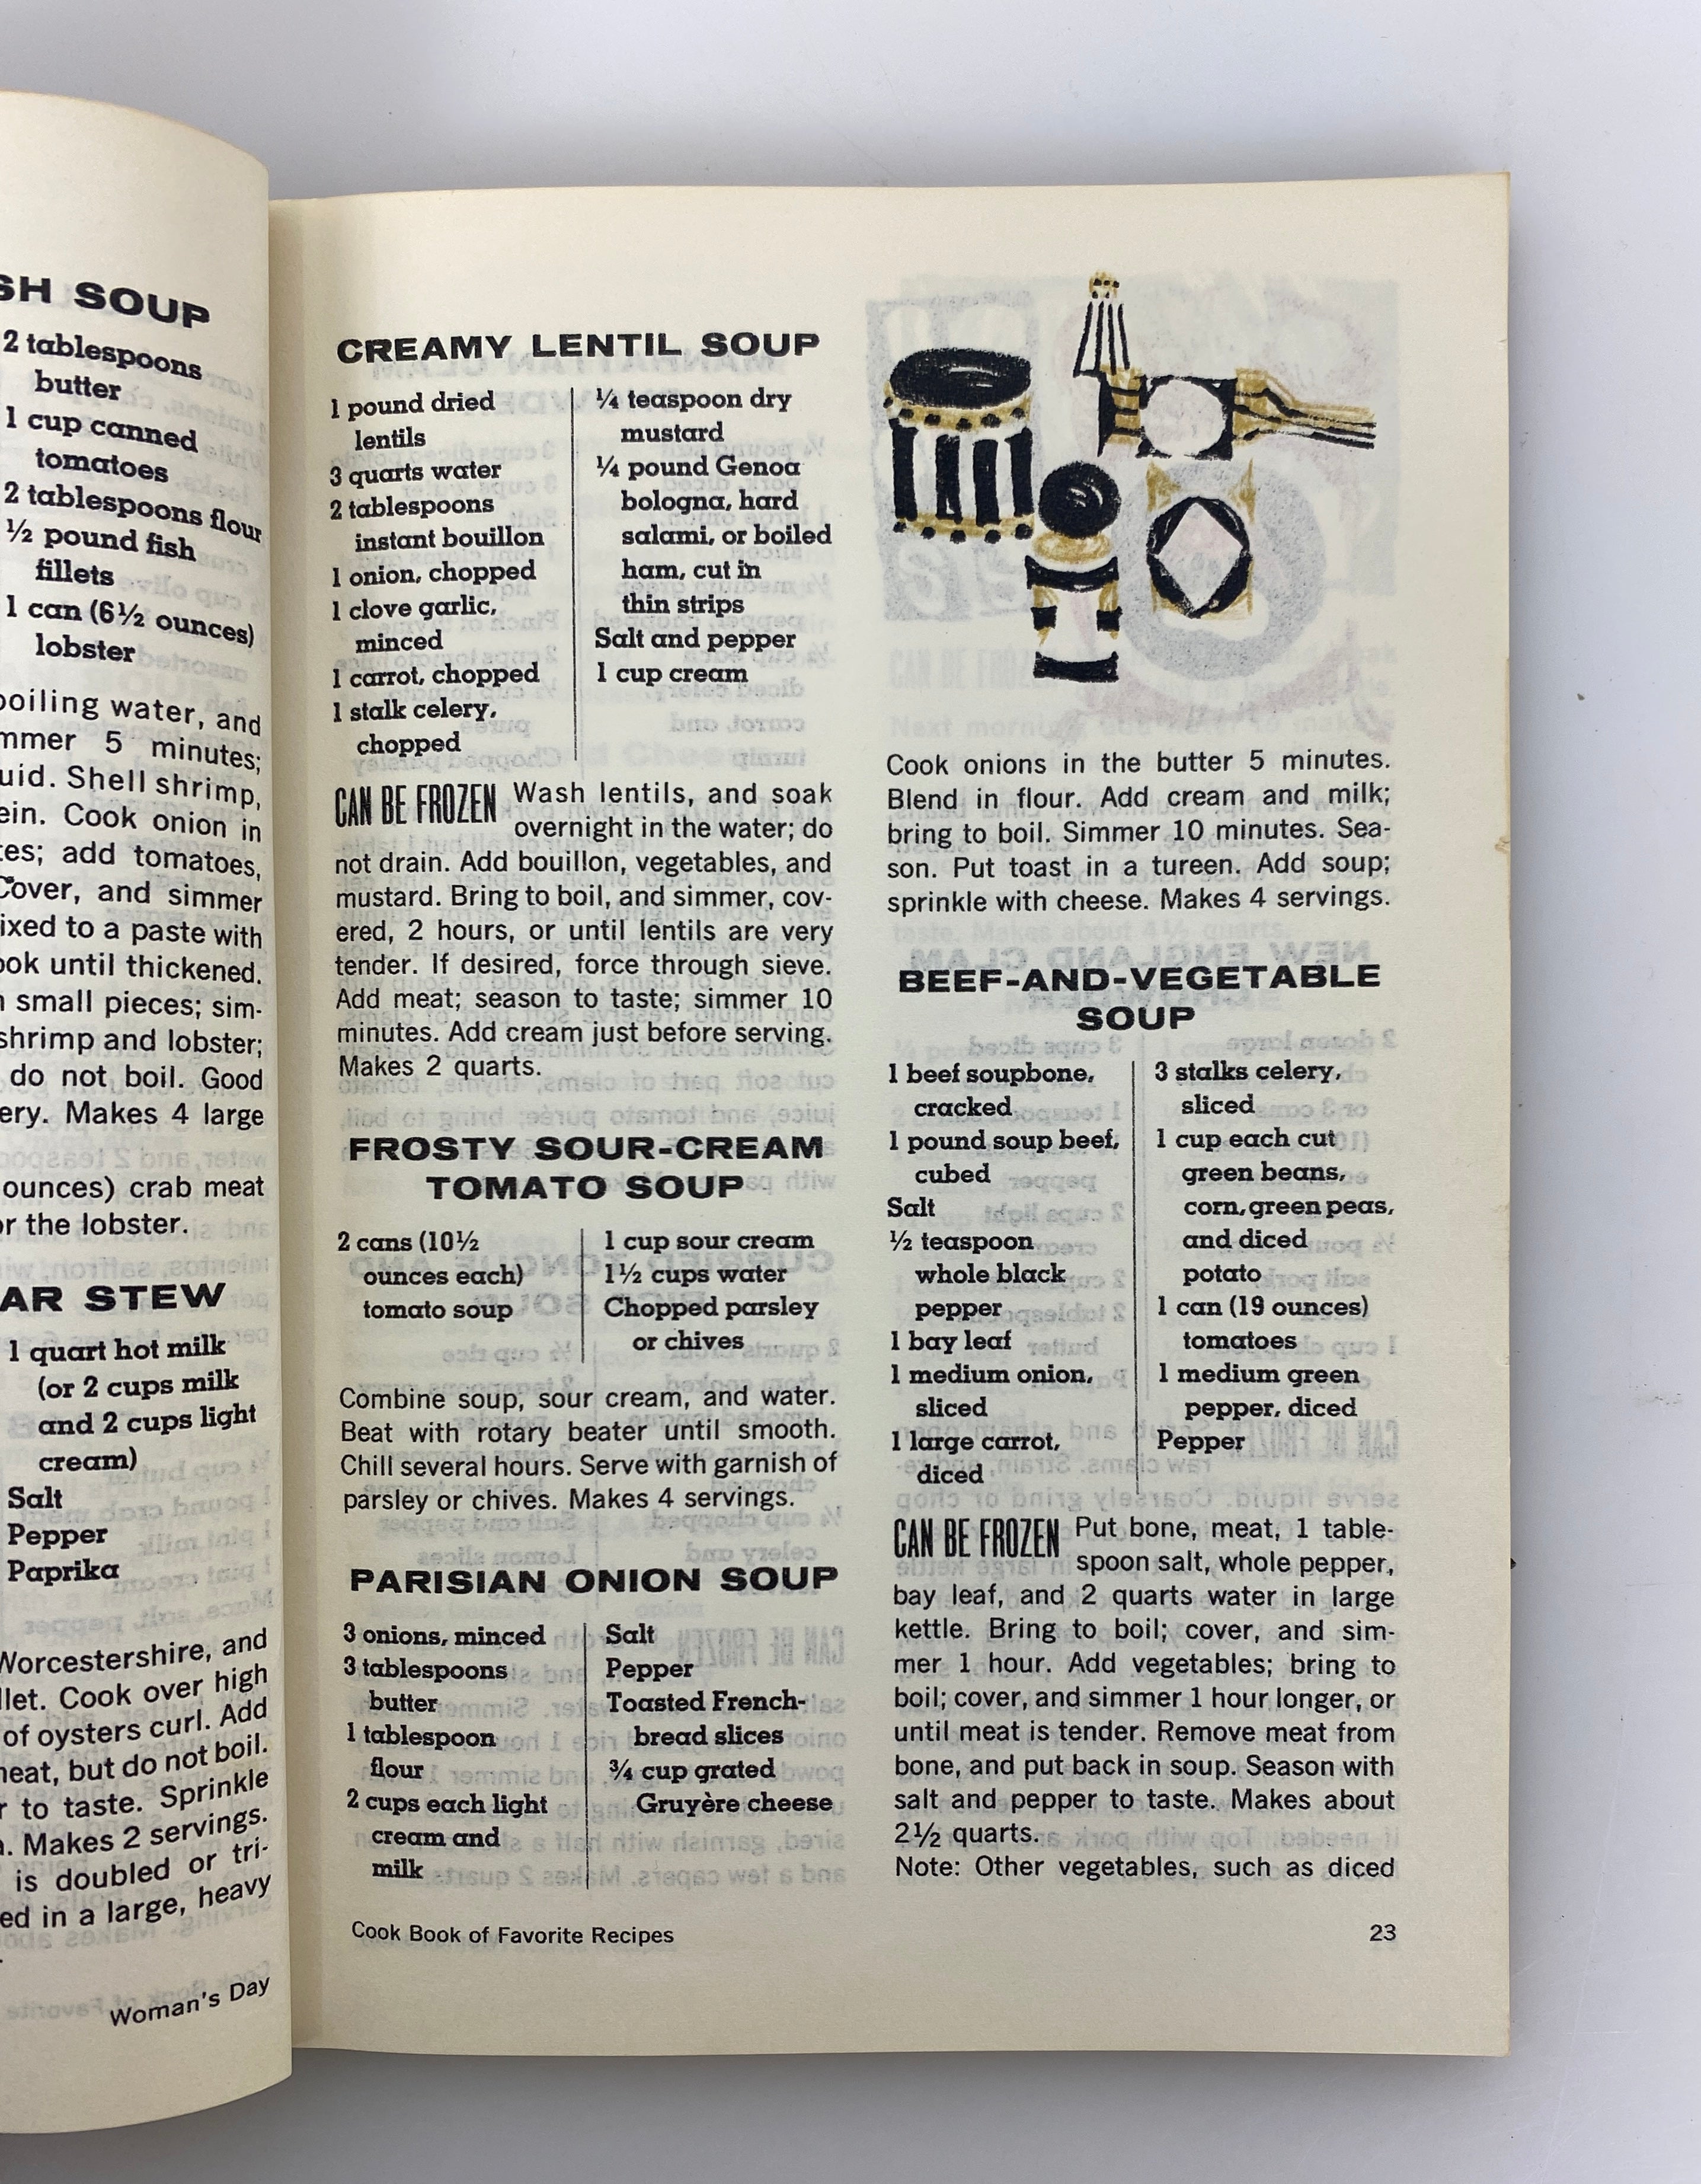 SH SOUP
2 tablespoons
butter
1 cup canned
tomatoes
2 tablespoons flour
½ pound fish
fillets
1 can (6½ ounces)
lobster
boiling water, and
simmer 5 minutes;
Shell shrimp,
Cook onion in
add tomatoes,
Cover, and simmer
to a paste with
until thickened.
small pieces; sim-
shrimp and lobster;
do not boil. Good
Makes 4 large
ounces) crab meat
or the lobster.
AR STEW
1 quart hot milk
(or 2 cups milk
and 2 cups light
cream)
Salt
Pepper
Paprika
Worcestershire, and
Cook over high
of oysters curl. Add
heat, but do not boil.
to taste. Sprinkle
Makes 2 servings.
is doubled or tri-
in a large, heavy
Woman's Day
CREAMY LENTIL SOUP
1 pound dried
lentils
3 quarts water
2 tablespoons
instant bouillon
1 onion, chopped
1 clove garlic,
minced
1 carrot, chopped
1 stalk celery,
chopped
¼ teaspoon dry
mustard
¼ pound Genoa
bologna, hard
salami, or boiled
ham, cut in
thin strips
Salt and pepper
1 cup cream
CAN BE FROZEN Wash lentils, and soak
overnight in the water; do
not drain. Add bouillon, vegetables, and
mustard. Bring to boil, and simmer, cov-
ered, 2 hours, or until lentils are very
tender. If desired, force through sieve.
Add meat; season to taste; simmer 10
minutes. Add cream just before serving.
Makes 2 quarts.
FROSTY SOUR-CREAM
TOMATO SOUP
2 cans (10½
ounces each)
tomato soup
1 cup sour cream
1½ cups water
Chopped parsley
or chives
Combine soup, sour cream, and water.
Beat with rotary beater until smooth.
Chill several hours. Serve with garnish of
parsley or chives. Makes 4 servings.
PARISIAN ONION SOUP
3 onions, minced
3 tablespoons
butter
1 tablespoon
flour
2 cups each light
cream and
milk
Salt
Pepper
Toasted French-
bread slices
¾ cup grated
Gruyère cheese
Cook onions in the butter 5 minutes.
Blend in flour. Add cream and milk;
bring to boil. Simmer 10 minutes. Sea-
son. Put toast in a tureen. Add soup;
sprinkle with cheese. Makes 4 servings.
BEEF-AND-VEGETABLE
SOUP
1 beef soupbone,
cracked
1 pound soup beef,
cubed
Salt
½ teaspoon
whole black
pepper
1 bay leaf
1 medium onion,
sliced
1 large carrot,
diced
3 stalks celery,
sliced
1 cup each cut
green beans,
corn, green peas,
and diced
potato
1 can (19 ounces)
tomatoes
1 medium green
pepper, diced
Pepper
CAN BE FROZEN Put bone, meat, 1 table-
spoon salt, whole pepper,
bay leaf, and 2 quarts water in large
kettle. Bring to boil; cover, and sim-
mer 1 hour. Add vegetables; bring to
boil; cover, and simmer 1 hour longer, or
until meat is tender. Remove meat from
bone, and put back in soup. Season with
salt and pepper to taste. Makes about
2½ quarts.
Note: Other vegetables, such as diced
Cook Book of Favorite Recipes
23